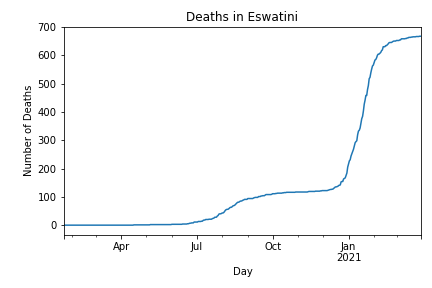 Deaths in Eswatini
700
600
500
400
300
200
100
0
Number of Deaths
Apr
Jul
Oct
Jan
2021
Day